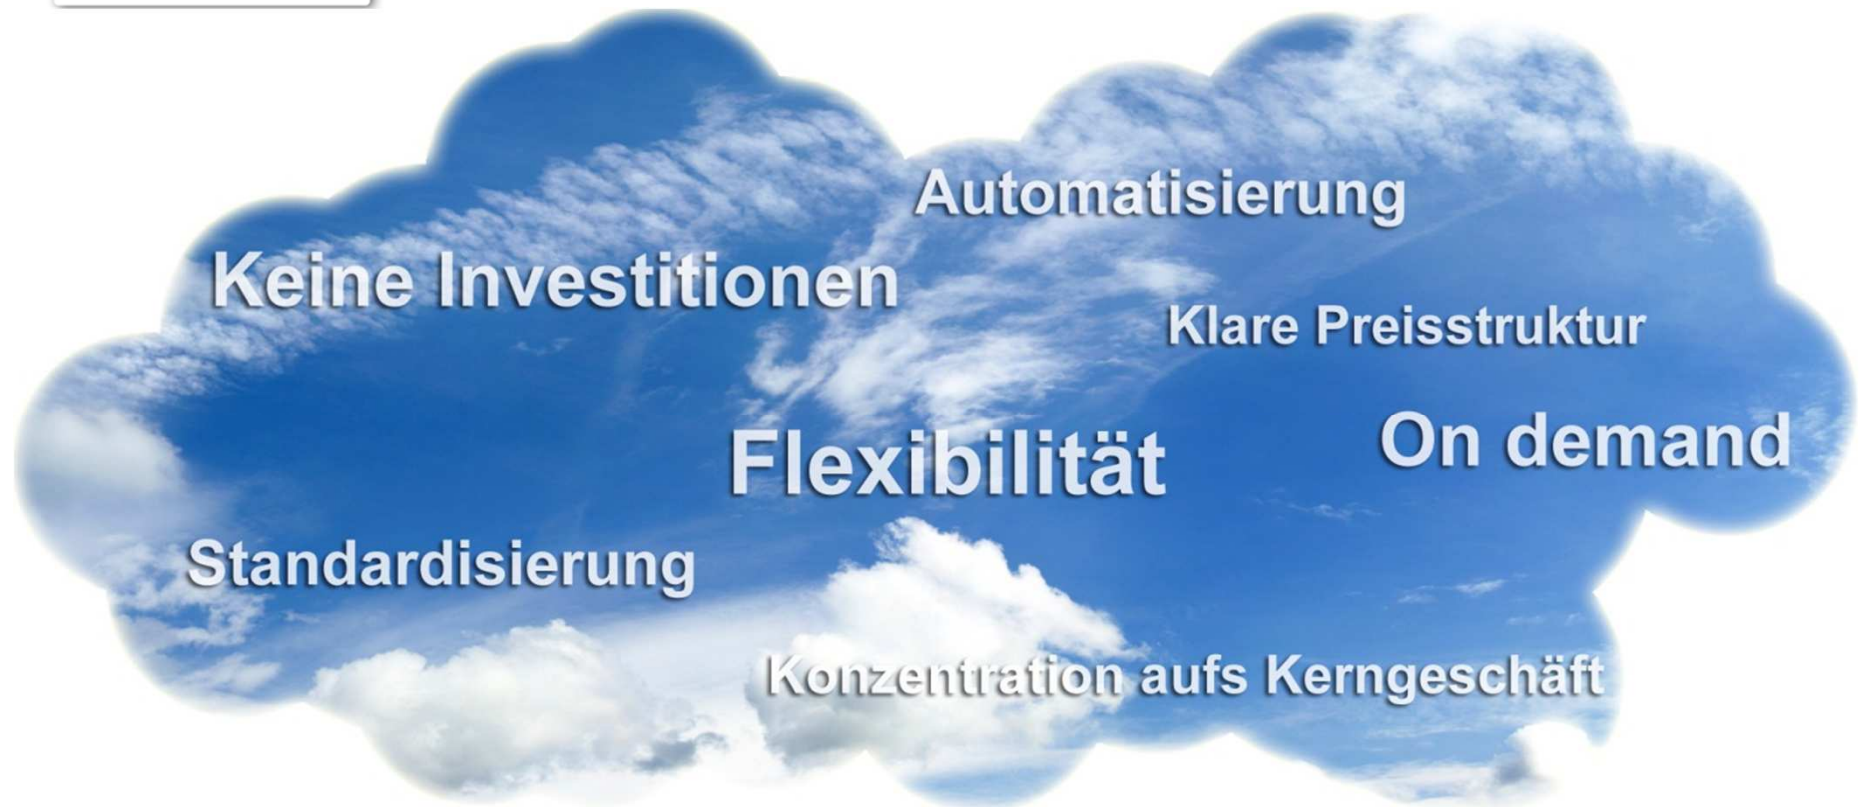 Automatisierung
Keine Investitionen
Klare Preisstruktur
On demand
Flexibilität
Standardisierung
Konzentration aufs Kerngeschäft